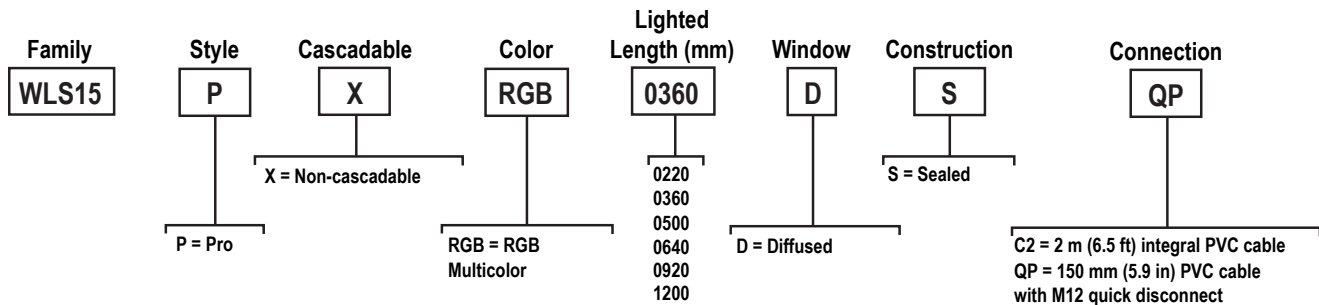 Family
Style
Cascadable
Color
Lighted
Length (mm)
Window
Construction
Connection
WLS15
P
X
RGB
0360
D
S
QP
X = Non-cascadable
0220
0360
0500
0640
0920
1200
S = Sealed
P = Pro
RGB = RGB
Multicolor
D = Diffused
C2 = 2 m (6.5 ft) integral PVC cable
QP = 150 mm (5.9 in) PVC cable
with M12 quick disconnect